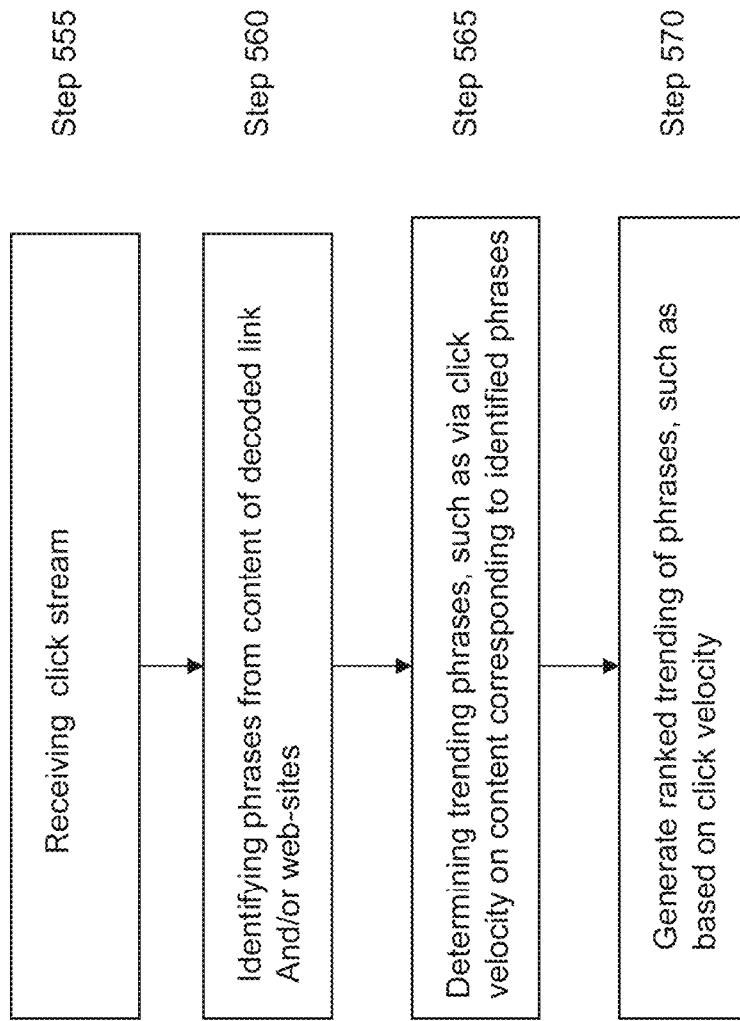 Receiving click stream
Step 555
Identifying phrases from content of decoded link
And/or web-sites
Step 560
Determining trending phrases, such as via click
velocity on content corresponding to identified phrases
Step 565
Generate ranked trending of phrases, such as
based on click velocity
Step 570